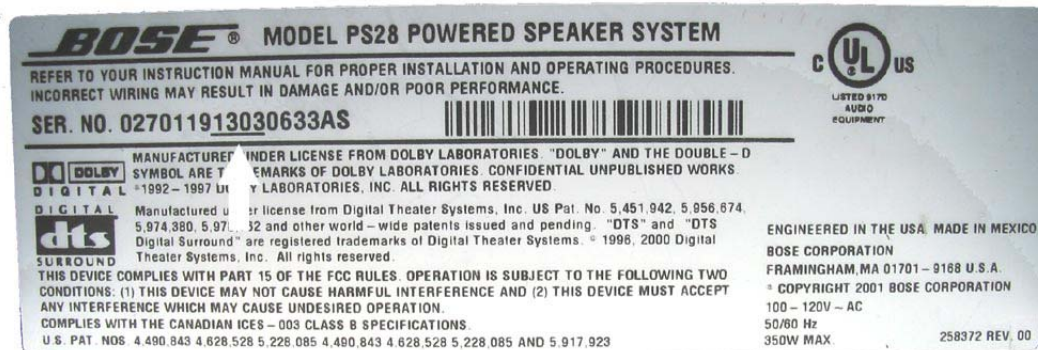 BOSE ® MODEL PS28 POWERED SPEAKER SYSTEM
REFER TO YOUR INSTRUCTION MANUAL FOR PROPER INSTALLATION AND OPERATING PROCEDURES.
INCORRECT WIRING MAY RESULT IN DAMAGE AND/OR POOR PERFORMANCE.
SER. NO. 027011913030633AS
C UL ® US
LISTED 917D
AUDIO
EQUIPMENT
DOLBY
DIGITAL
MANUFACTURED UNDER LICENSE FROM DOLBY LABORATORIES. "DOLBY" AND THE DOUBLE – D
SYMBOL ARE OF DOLBY LABORATORIES. CONFIDENTIAL UNPUBLISHED WORKS.
©1992 – 1997 LABORATORIES, INC. ALL RIGHTS RESERVED.
DIGITAL
dts
SURROUND
Manufactured license from Digital Theater Systems, Inc. US Pat. No. 5,451,942, 5,956,674,
5,974,380, and other world – wide patents issued and pending. "DTS" and "DTS
Digital Surround" are registered trademarks of Digital Theater Systems. © 1996, 2000 Digital
Theater Systems, Inc. All rights reserved.
THIS DEVICE COMPLIES WITH PART 15 OF THE FCC RULES. OPERATION IS SUBJECT TO THE FOLLOWING TWO
CONDITIONS: (1) THIS DEVICE MAY NOT CAUSE HARMFUL INTERFERENCE AND (2) THIS DEVICE MUST ACCEPT
ANY INTERFERENCE WHICH MAY CAUSE UNDESIRED OPERATION.
COMPLIES WITH THE CANADIAN ICES – 003 CLASS B SPECIFICATIONS.
U.S. PAT. NOS. 4,490,843 4,628,528 5,228,085 4,490,843 4,628,528 5,228,085 AND 5,917,923
ENGINEERED IN THE USA, MADE IN MEXICO
BOSE CORPORATION
FRAMINGHAM, MA 01701 – 9168 U.S.A.
© COPYRIGHT 2001 BOSE CORPORATION
100 – 120V ~ AC
50/60 Hz
350W MAX.
258372 REV. 00